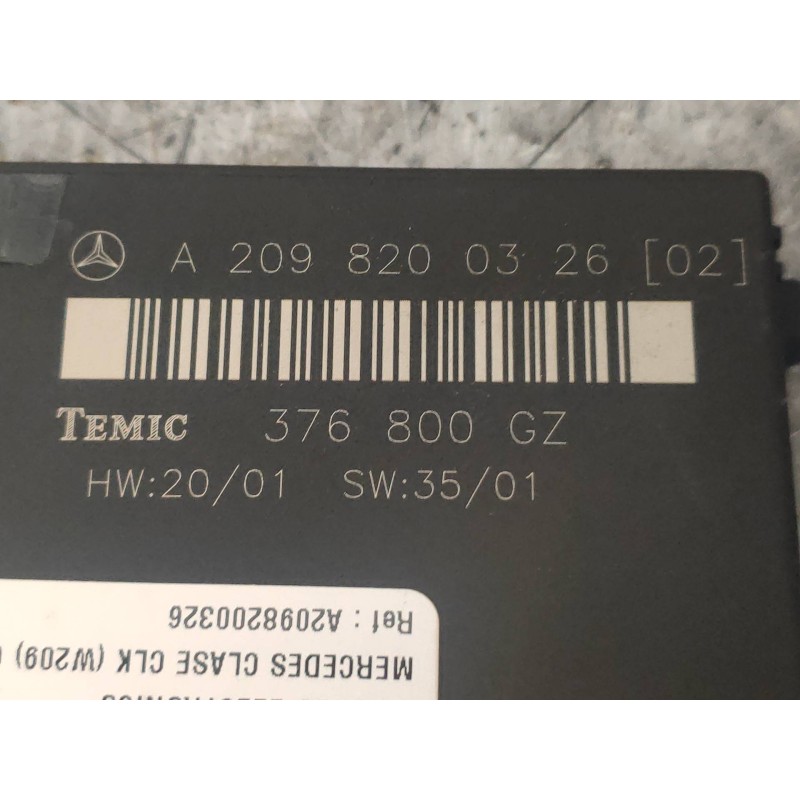 A 209 820 03 26 [02]
TEMIC 376 800 GZ
HW:20/01 SW:35/01
MERCEDES CLASE CLK (W209)
Ref : A2098200326